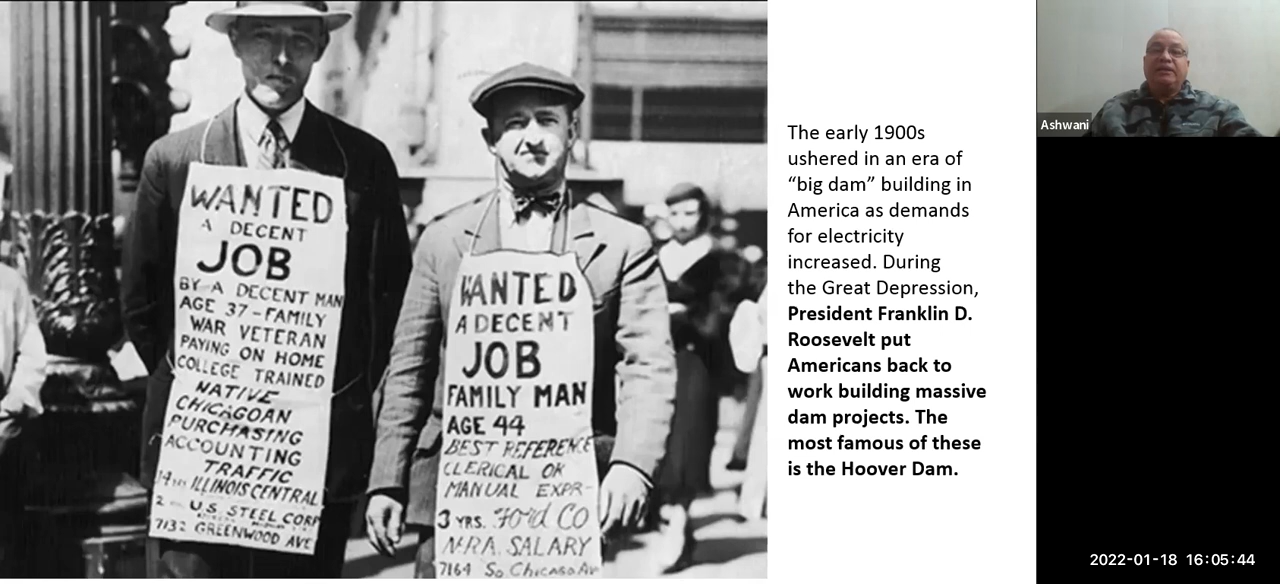 WANTED
A DECENT
JOB
BY A DECENT MAN
AGE 37-FAMILY
WAR VETERAN
PAYING ON HOME
COLLEGE TRAINED
NATIVE
CHICAGOAN
PURCHASING
ACCOUNTING
TRAFFIC
ILLINOIS CENTRAL
2 U.S. STEEL CORP
7132 GREENWOOD AVE
WANTED
A DECENT
JOB
FAMILY MAN
AGE 44
BEST REFERENCE
CLERICAL OR
MANUAL EXPR-
3 YRS. Ford CO
N.R.A. SALARY
7164 So Chicago Av
The early 1900s
ushered in an era of
“big dam” building in
America as demands
for electricity
increased. During
the Great Depression,
President Franklin D.
Roosevelt put
Americans back to
work building massive
dam projects. The
most famous of these
is the Hoover Dam.
Ashwani
2022-01-18 16:05:44